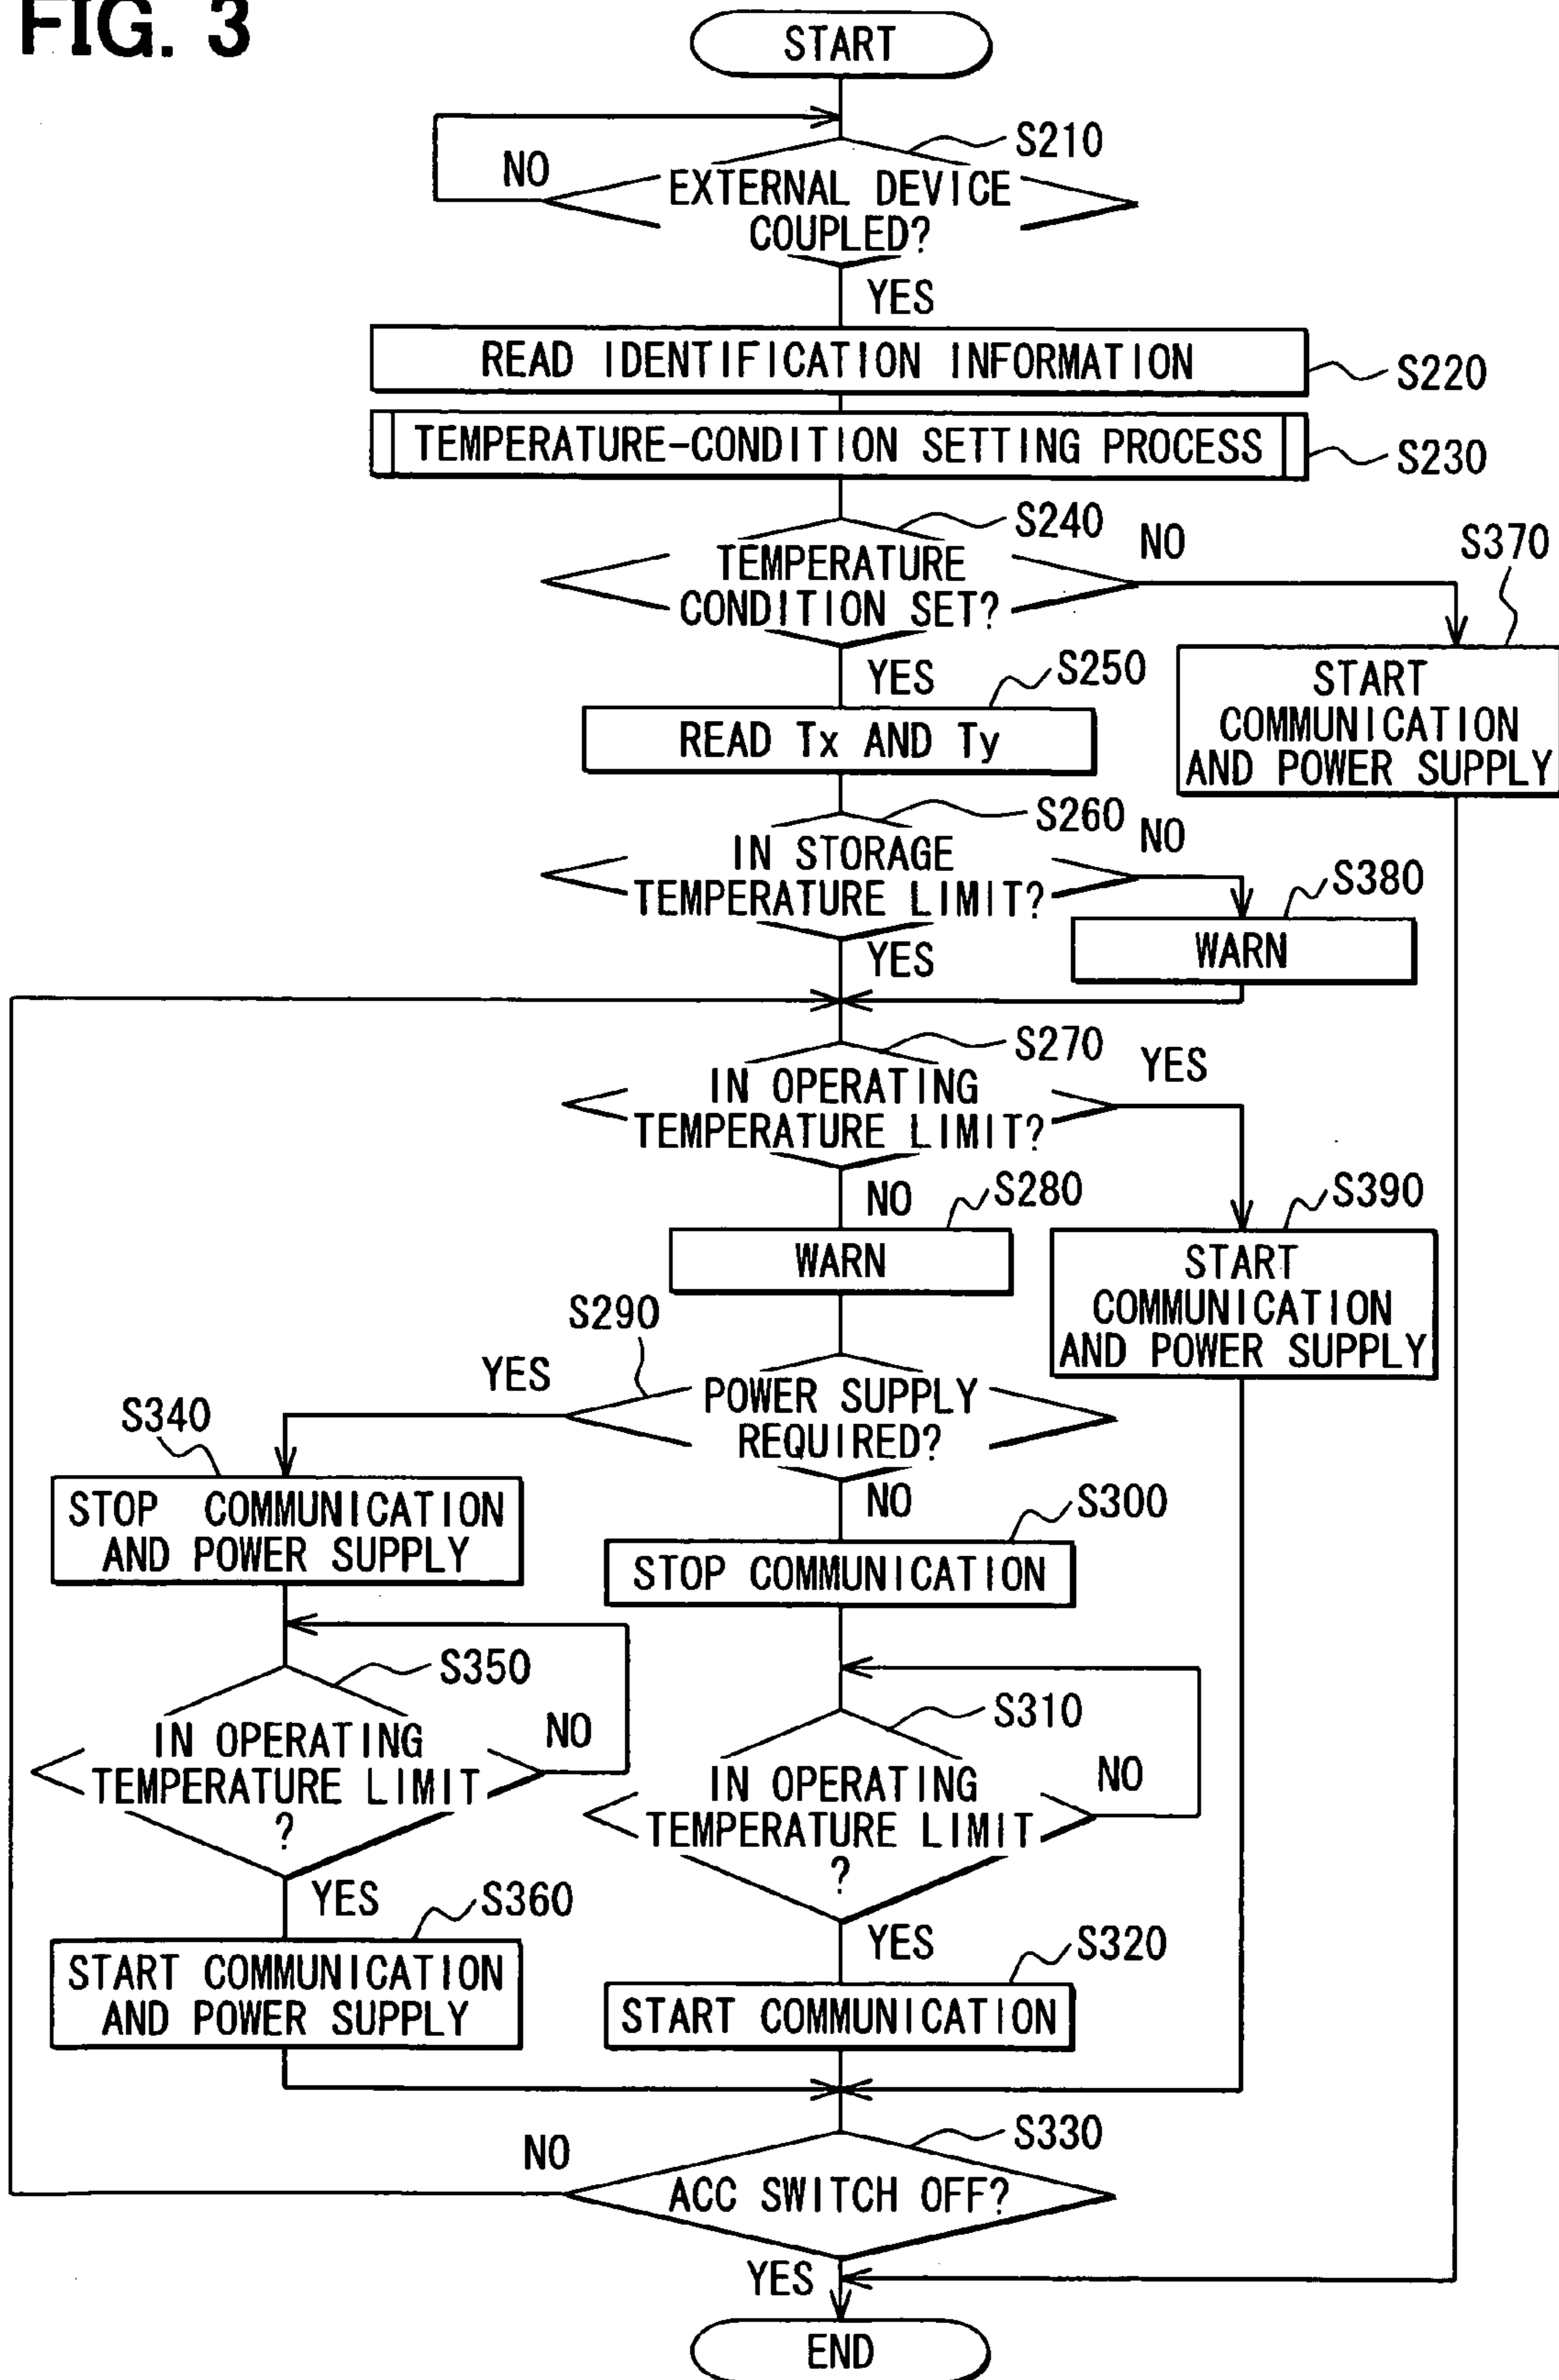 FIG. 3
START
S210
NO
EXTERNAL DEVICE
COUPLED?
YES
READ IDENTIFICATION INFORMATION
S220
TEMPERATURE-CONDITION SETTING PROCESS
S230
S240
NO
S370
TEMPERATURE
CONDITION SET?
YES
S250
START
COMMUNICATION
AND POWER SUPPLY
READ Tx AND Ty
S260
NO
IN STORAGE
TEMPERATURE LIMIT?
S380
WARN
YES
S270
YES
IN OPERATING
TEMPERATURE LIMIT?
NO
S280
S390
WARN
START
COMMUNICATION
AND POWER SUPPLY
S290
YES
POWER SUPPLY
REQUIRED?
S340
NO
S300
STOP COMMUNICATION
AND POWER SUPPLY
STOP COMMUNICATION
S350
IN OPERATING
TEMPERATURE LIMIT
?
NO
S310
IN OPERATING
TEMPERATURE LIMIT
?
NO
YES
S360
YES
S320
START COMMUNICATION
AND POWER SUPPLY
START COMMUNICATION
S330
NO
ACC SWITCH OFF?
YES
END